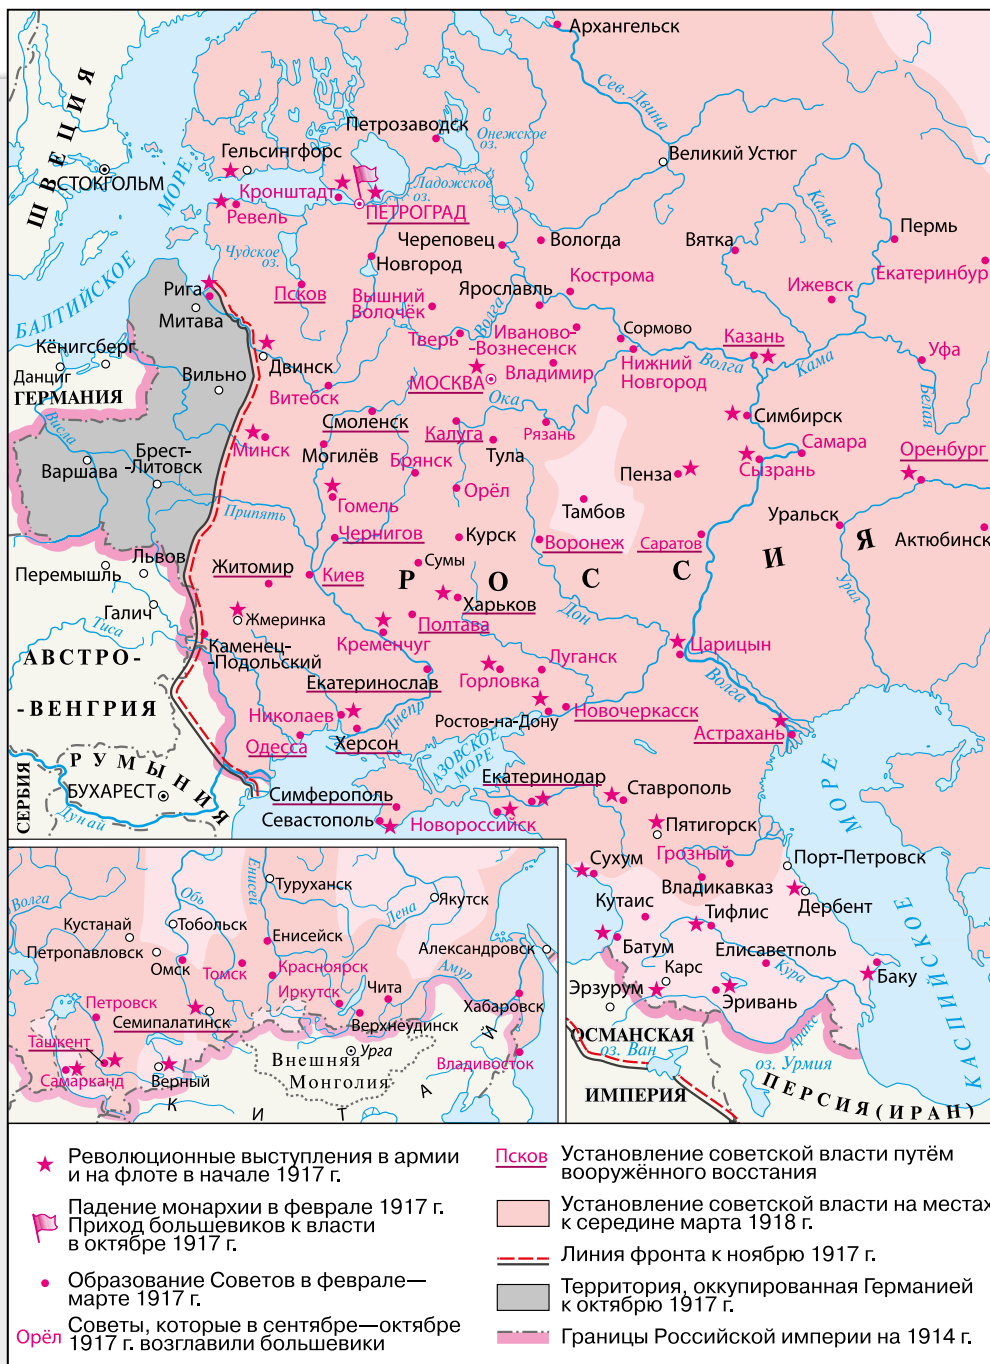 Архангельск
ШВЕЦИЯ
Сев. Двина
Петрозаводск
Онежское
оз.
Гельсингфорс
Великий Устюг
СТОКГОЛЬМ
МОРЕ
Кронштадт
Ладожское
оз.
Ревель
ПЕТРОГРАД
Кама
Пермь
Череповец
Вологда
Вятка
Чудское
оз.
Новгород
Екатеринбур
БАЛТИЙСКОЕ
Рига
Псков
Вышний
Волочёк
Ярославль
Кострома
Ижевск
Митава
Волга
Тверь
Иваново-
-Вознесенск
Сормово
Казань
Кёнигсберг
Двинск
Владимир
Нижний
Новгород
Волга
Кама
Уфа
Данциг
ГЕРМАНИЯ
Вильно
Витебск
МОСКВА
Ока
Белая
Висла
Смоленск
Калуга
Рязань
Симбирск
Минск
Самара
Брест-
-Литовск
Варшава
Могилёв
Брянск
Тула
Пенза
Сызрань
Оренбург
Гомель
Орёл
Тамбов
Припять
Уральск
Чернигов
Курск
Воронеж
Саратов
Актюбинск
Львов
Перемышль
Житомир
Киев
Сумы
РОССИЯ
Урал
Галич
Харьков
Дон
Тиса
Жмеринка
Полтава
Кременчуг
Каменец-
-Подольский
Царицын
АВСТРО-
-ВЕНГРИЯ
Екатеринослав
Горловка
Луганск
Волга
Николаев
Днепр
Ростов-на-Дону
Новочеркасск
Одесса
Херсон
Астрахань
РУМЫНИЯ
АЗОВСКОЕ
МОРЕ
СЕРБИЯ
БУХАРЕСТ
Дунай
Симферополь
Екатеринодар
Ставрополь
Севастополь
Новороссийск
Пятигорск
КАСПИЙСКОЕ МОРЕ
Грозный
Сухум
Порт-Петровск
Владикавказ
Кутаис
Тифлис
Дербент
Батум
Елисаветполь
Карс
Кура
Баку
Эрзурум
Эривань
ОСМАНСКАЯ
Аракс
оз. Ван
оз. Урмия
ИМПЕРИЯ
ПЕРСИЯ (ИРАН)
Волга
Обь
Енисей
Туруханск
Лена
Якутск
Кустанай
Тобольск
Петропавловск
Енисейск
Александровск
Омск
Томск
Красноярск
Амур
Петровск
Иркутск
Чита
Хабаровск
Семипалатинск
Верхнеудинск
Ташкент
Внешняя
Монголия
Урга
Самарканд
Верный
Владивосток
КИТАЙ
Революционные выступления в армии
и на флоте в начале 1917 г.
Падение монархии в феврале 1917 г.
Приход большевиков к власти
в октябре 1917 г.
Образование Советов в феврале—
марте 1917 г.
Орёл Советы, которые в сентябре—октябре
1917 г. возглавили большевики
Псков Установление советской власти путём
вооружённого восстания
Установление советской власти на местах
к середине марта 1918 г.
Линия фронта к ноябрю 1917 г.
Территория, оккупированная Германией
к октябрю 1917 г.
Границы Российской империи на 1914 г.